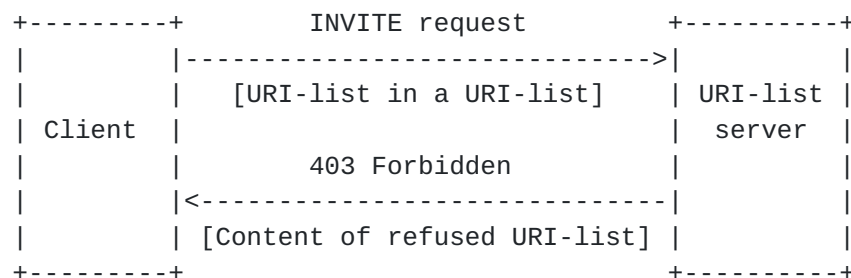 INVITE request
[URI-list in a URI-list] URI-list
Client server
403 Forbidden
[Content of refused URI-list]